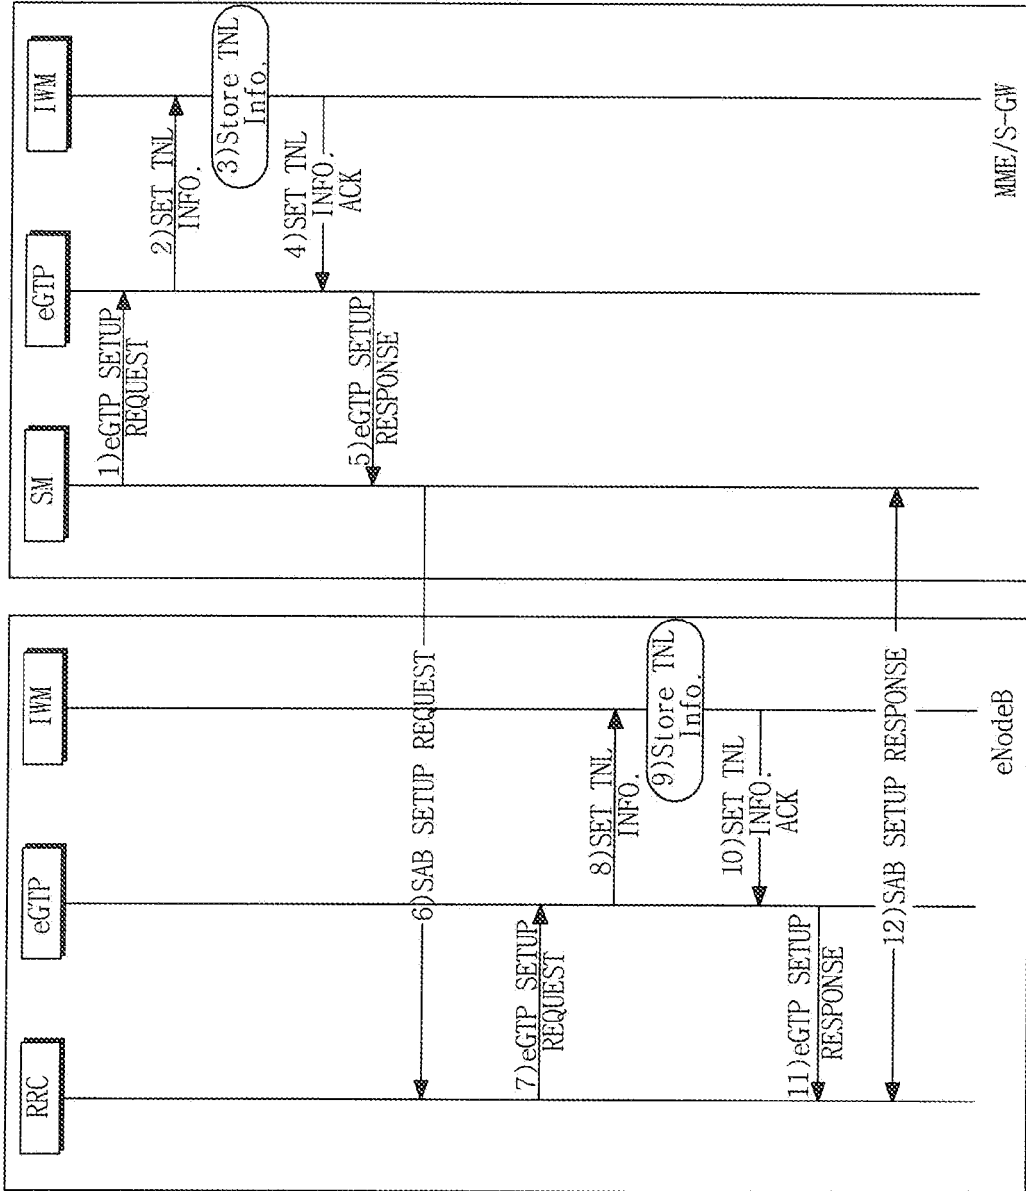 RRC
eGTP
IWM
SM
eGTP
IWM
1)eGTP SETUP
REQUEST
2)SET TNL
INFO.
3)Store TNL
Info.
4)SET TNL
INFO.
ACK
5)eGTP SETUP
RESPONSE
6)SAB SETUP REQUEST
7)eGTP SETUP
REQUEST
8)SET TNL
INFO.
9)Store TNL
Info.
10)SET TNL
INFO.
ACK
11)eGTP SETUP
RESPONSE
12)SAB SETUP RESPONSE
eNodeB
MME/S-GW